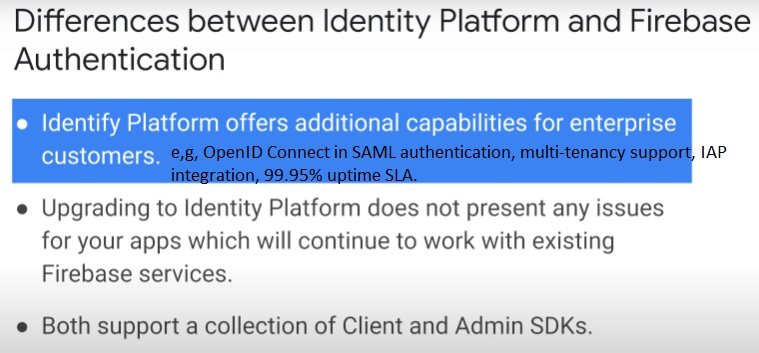 Differences between Identity Platform and Firebase
Authentication
• Identify Platform offers additional capabilities for enterprise
customers. e,g, OpenID Connect in SAML authentication, multi-tenancy support, IAP
integration, 99.95% uptime SLA.
• Upgrading to Identity Platform does not present any issues
for your apps which will continue to work with existing
Firebase services.
• Both support a collection of Client and Admin SDKs.